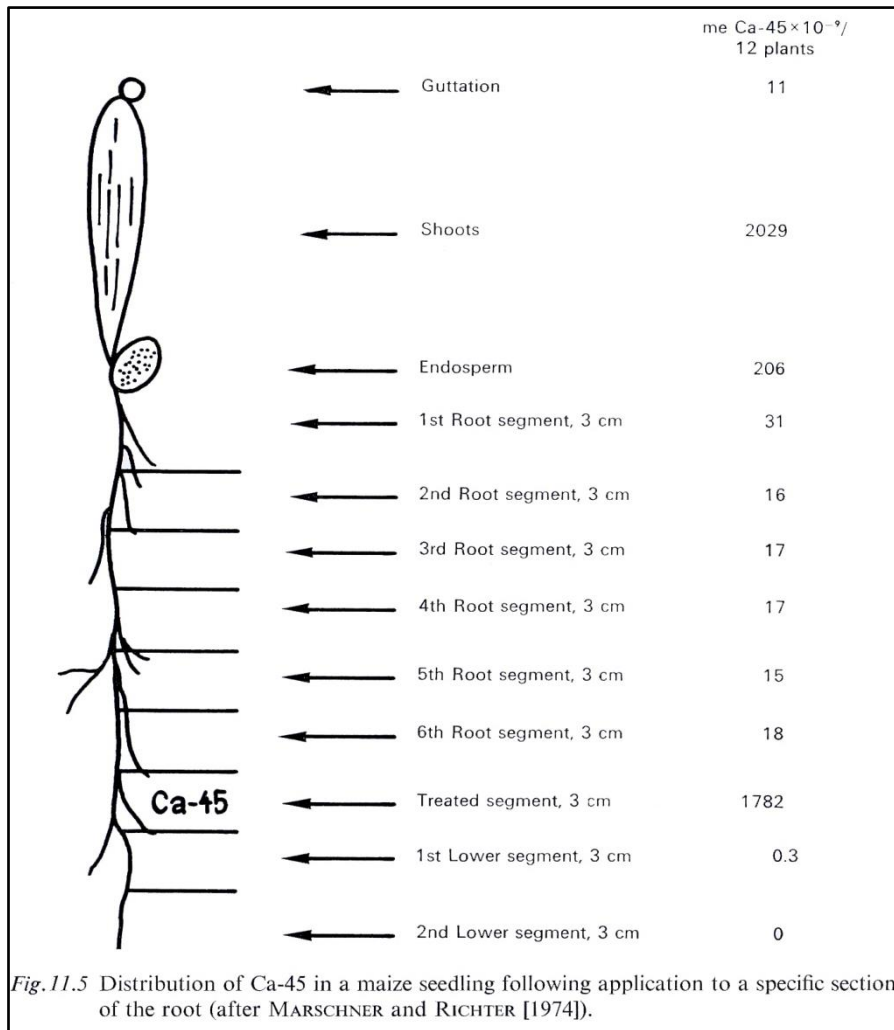 me Ca-45×10⁻⁹/
12 plants
Guttation 11
Shoots 2029
Endosperm 206
1st Root segment, 3 cm 31
2nd Root segment, 3 cm 16
3rd Root segment, 3 cm 17
4th Root segment, 3 cm 17
5th Root segment, 3 cm 15
6th Root segment, 3 cm 18
Ca-45 Treated segment, 3 cm 1782
1st Lower segment, 3 cm 0.3
2nd Lower segment, 3 cm 0
Fig.11.5 Distribution of Ca-45 in a maize seedling following application to a specific section
of the root (after MARSCHNER and RICHTER [1974]).